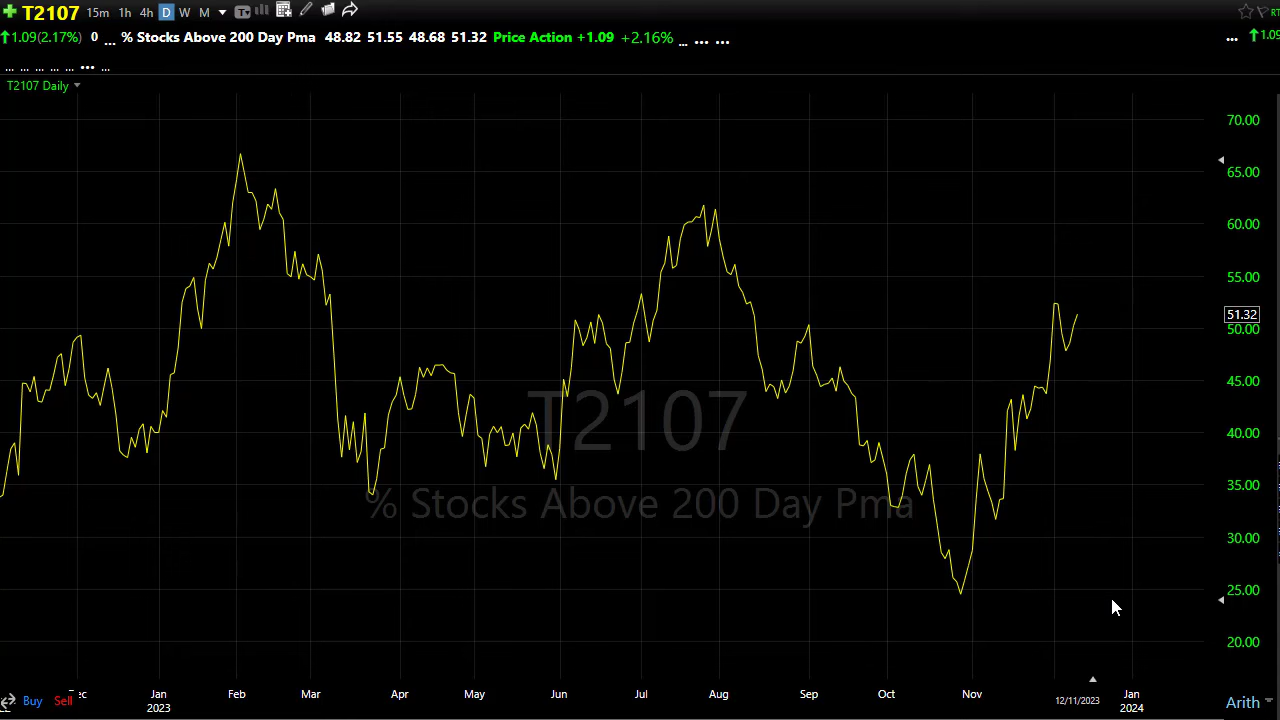 T2107 15m 1h 4h D W M T
1.09(2.17%) 0 ... % Stocks Above 200 Day Pma 48.82 51.55 48.68 51.32 Price Action +1.09 +2.16% ... ... ... ... 1.09
... ... ... ... ... ... ...
T2107 Daily
70.00
65.00
60.00
55.00
51.32
50.00
45.00
40.00
35.00
30.00
25.00
20.00
T2107
% Stocks Above 200 Day Pma
Jan Feb Mar Apr May Jun Jul Aug Sep Oct Nov 12/11/2023 Jan
2023 2024
Buy Sell
Arith